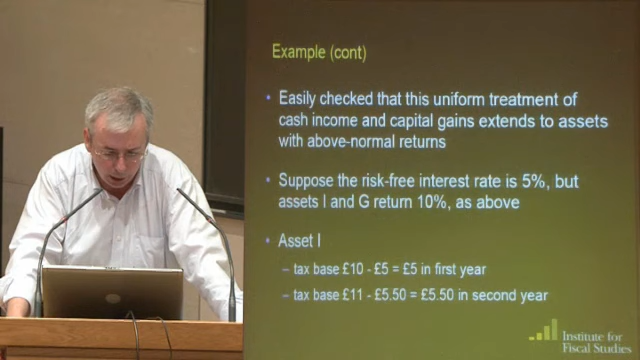 Example (cont)
• Easily checked that this uniform treatment of
cash income and capital gains extends to assets
with above-normal returns
• Suppose the risk-free interest rate is 5%, but
assets I and G return 10%, as above
• Asset I
– tax base £10 - £5 = £5 in first year
– tax base £11 - £5.50 = £5.50 in second year
Institute for
Fiscal Studies